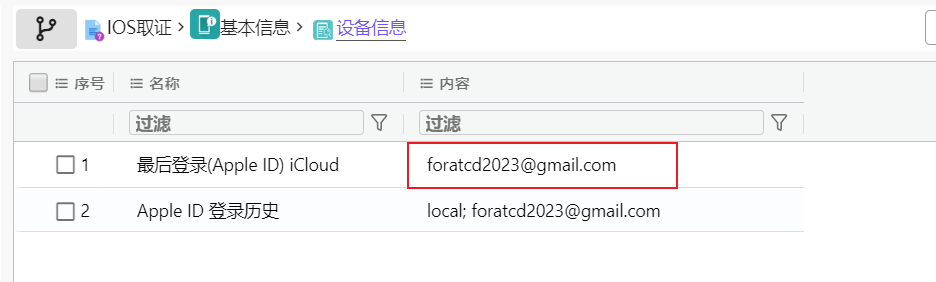 IOS取证 > 基本信息 > 设备信息
序号 名称 内容
过滤 过滤
1 最后登录(Apple ID) iCloud foratcd2023@gmail.com
2 Apple ID 登录历史 local; foratcd2023@gmail.com